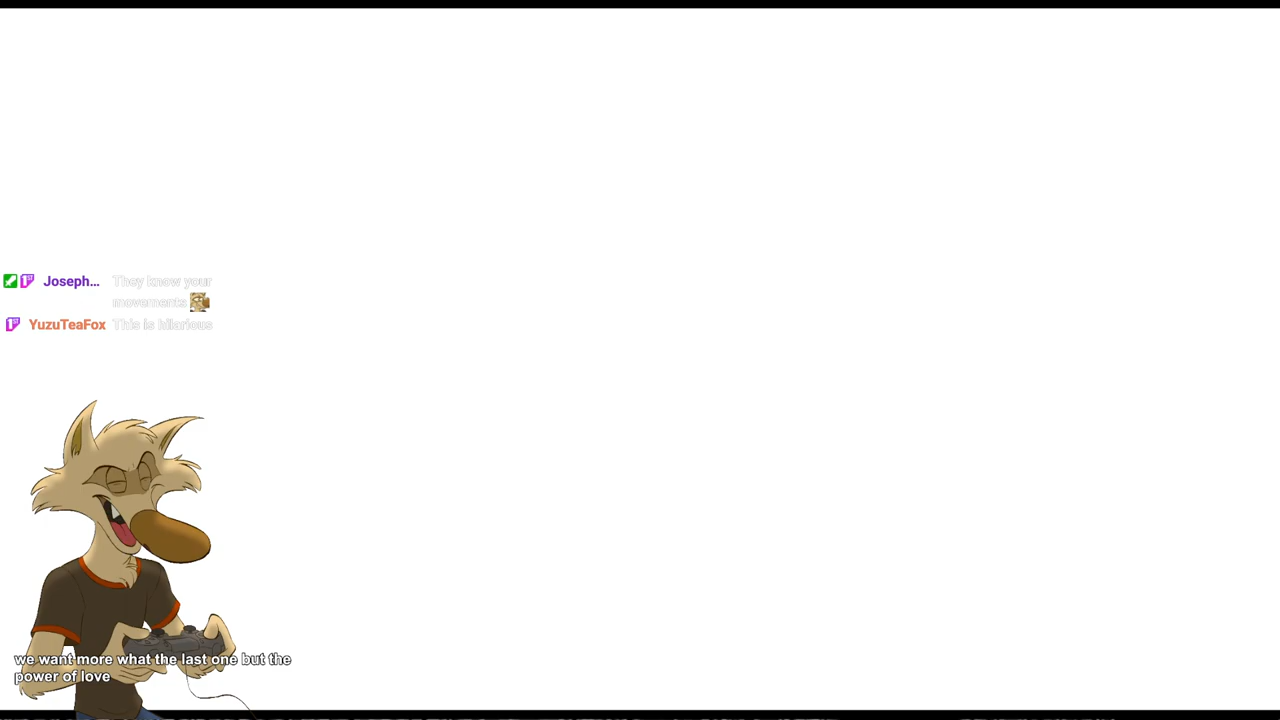 Joseph... They know your
movements
YuzuTeaFox This is hilarious
we want more what the last one but the
power of love